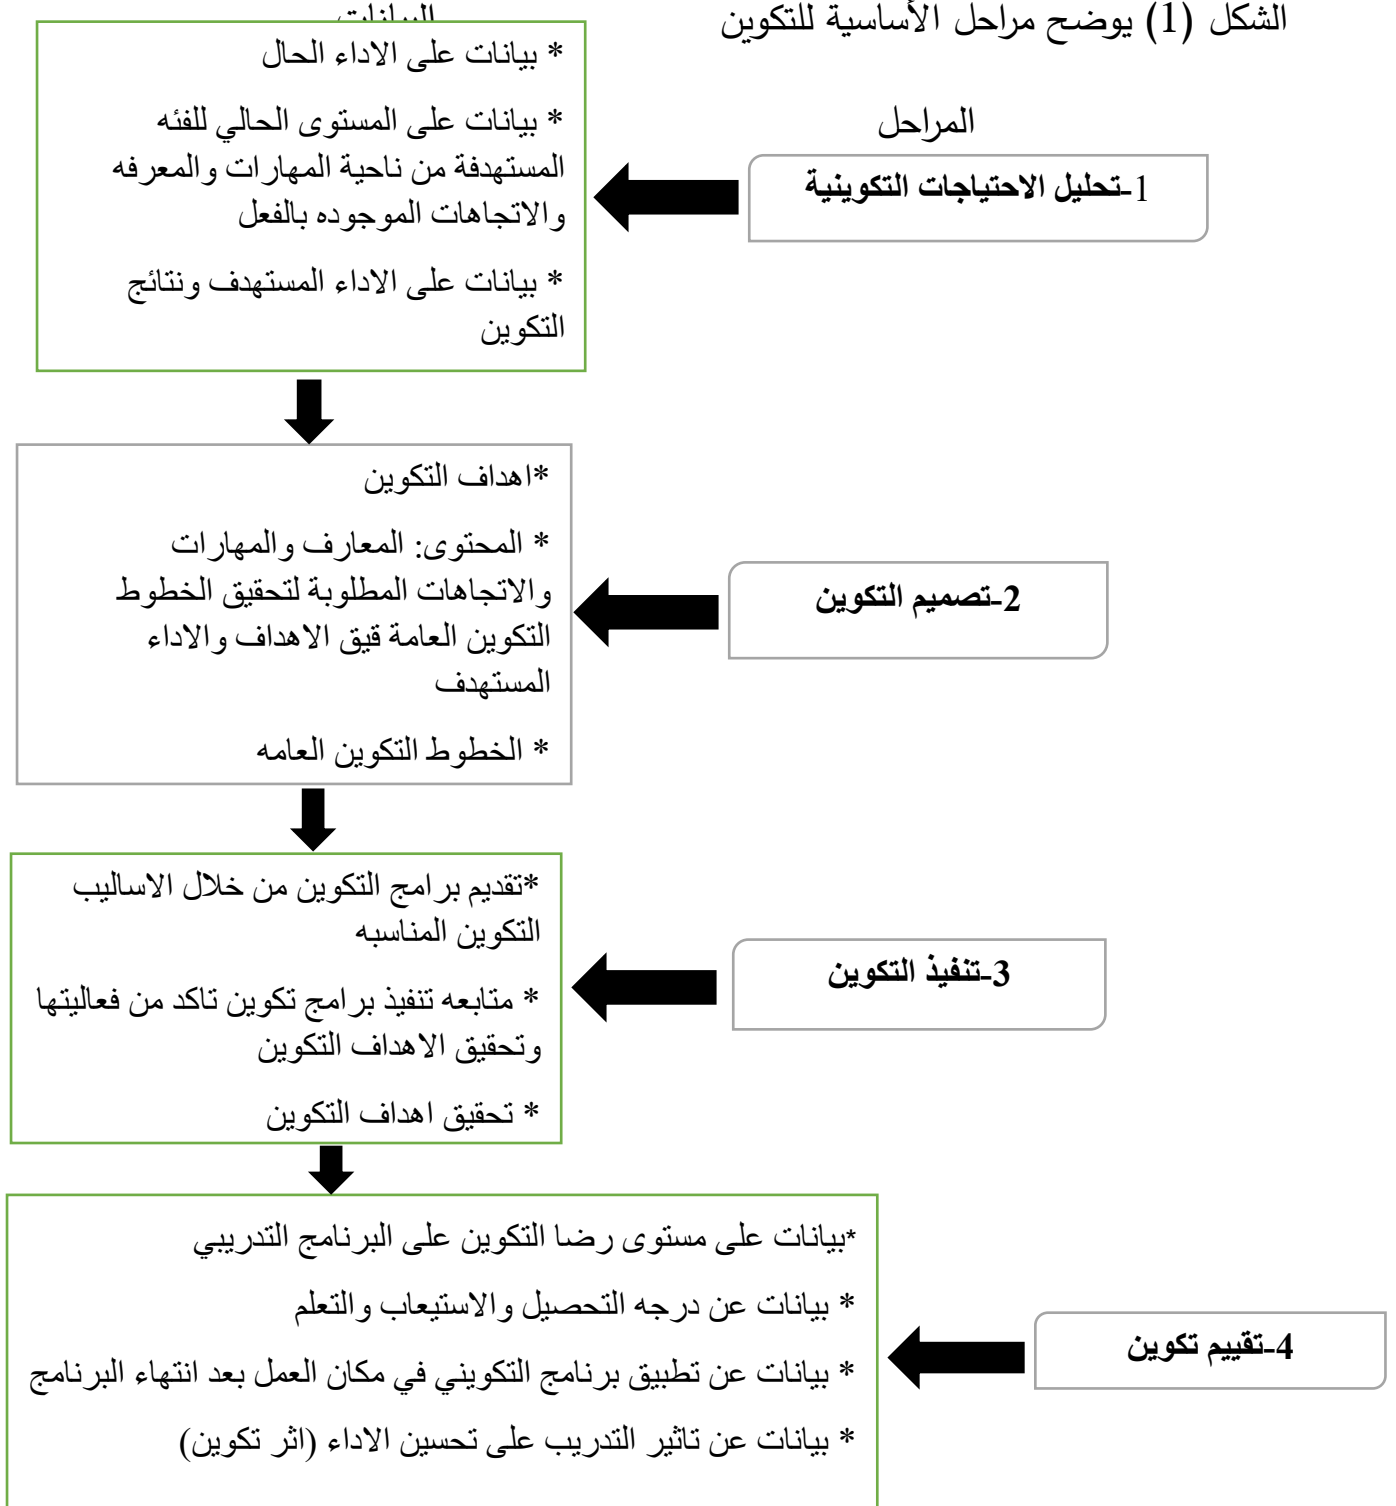 الشكل (1) يوضح مراحل الأساسية للتكوين
البيانات
المراحل
1-تحليل الاحتياجات التكوينية
* بيانات على الاداء الحال
* بيانات على المستوى الحالي للفئه
المستهدفة من ناحية المهارات والمعرفه
والاتجاهات الموجوده بالفعل
* بيانات على الاداء المستهدف ونتائج
التكوين
2-تصميم التكوين
*اهداف التكوين
* المحتوى: المعارف والمهارات
والاتجاهات المطلوبة لتحقيق الخطوط
التكوين العامة قيق الاهداف والاداء
المستهدف
* الخطوط التكوين العامه
3-تنفيذ التكوين
*تقديم برامج التكوين من خلال الاساليب
التكوين المناسبه
* متابعه تنفيذ برامج تكوين تاكد من فعاليتها
وتحقيق الاهداف التكوين
* تحقيق اهداف التكوين
4-تقييم تكوين
*بيانات على مستوى رضا التكوين على البرنامج التدريبي
* بيانات عن درجه التحصيل والاستيعاب والتعلم
* بيانات عن تطبيق برنامج التكويني في مكان العمل بعد انتهاء البرنامج
* بيانات عن تاثير التدريب على تحسين الاداء (اثر تكوين)